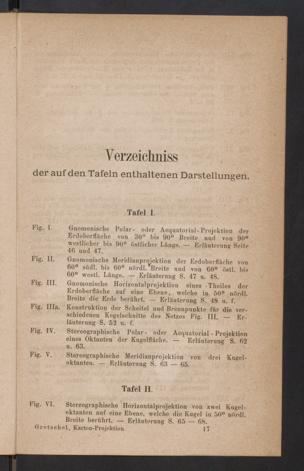 Verzeichniss
der auf den Tafeln enthaltenen Darstellungen.
Tafel I.
Fig. I. Gnomonische Polar- oder Aequatorial-Projektion der
Erdoberfläche von 30° bis 90° Breite und von 90°
westlicher bis 90° östlicher Länge. — Erläuterung Seite
46 und 47.
Fig. II. Gnomonische Meridianprojektion der Erdoberfläche von
60° südl. bis 60° nördl. Breite und von 60° östl. bis
60° westl. Länge. — Erläuterung S. 47 u. 48.
Fig. III. Gnomonische Horizontalprojektion eines Theiles der
Erdoberfläche auf eine Ebene, welche in 50° nördl.
Breite die Erde berührt. — Erläuterung S. 48 u. f.
Fig. IIIa. Konstruktion der Scheitel und Brennpunkte für die ver-
schiedenen Kegelschnitte des Netzes Fig. III. — Er-
läuterung S. 52 u. f.
Fig. IV. Stereographische Polar- oder Aequatorial-Projektion
eines Oktanten der Kugelfläche. — Erläuterung S. 62
u. 63.
Fig. V. Stereographische Meridianprojektion von drei Kugel-
oktanten. — Erläuterung S. 63 — 65.
Tafel II.
Fig. VI. Stereographische Horizontalprojektion von zwei Kugel-
oktanten auf eine Ebene, welche die Kugel in 50° nördl.
Breite berührt. — Erläuterung S. 65 — 68.
Gretschel, Karten-Projektion. 17